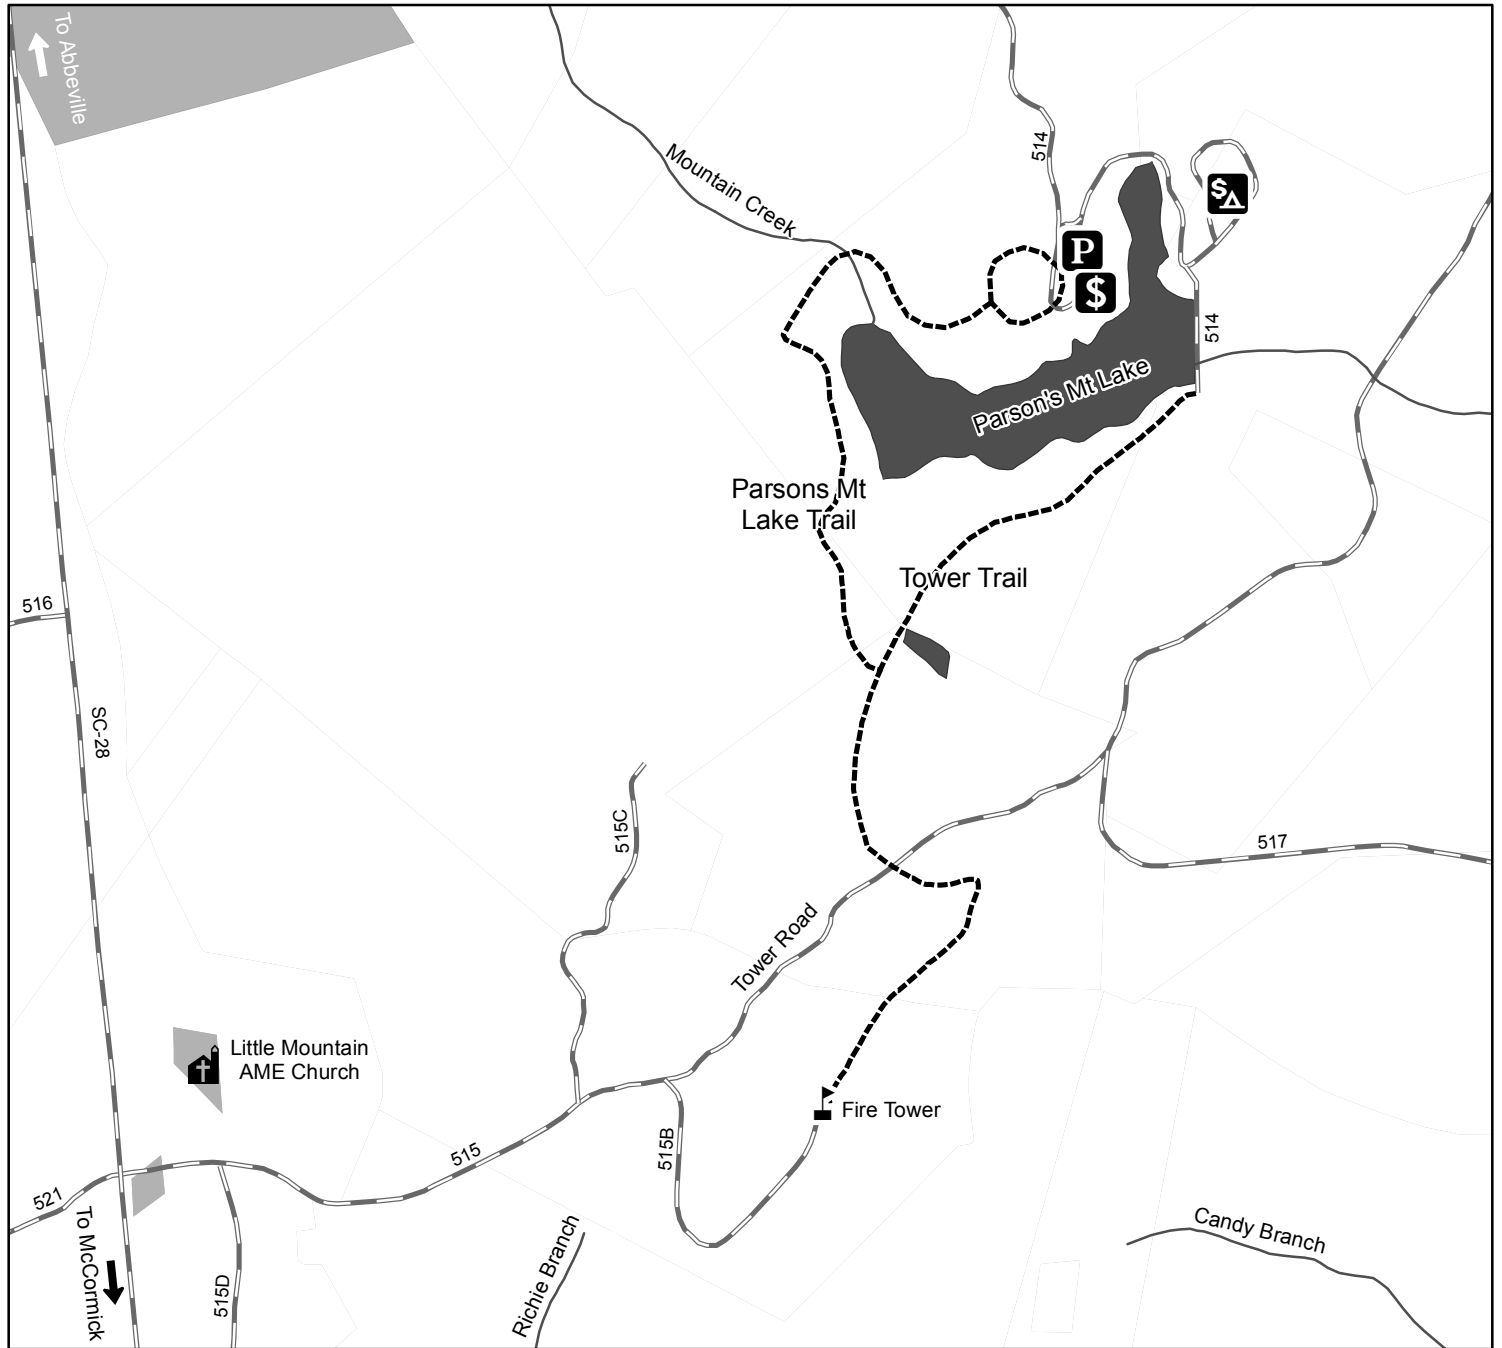 To Abbeville
Mountain Creek
514
$
P
$
514
Parson's Mt Lake
Parsons Mt
Lake Trail
Tower Trail
516
SC-28
515C
517
Tower Road
Little Mountain
AME Church
Fire Tower
515B
515
521
To McCormick
515D
Richie Branch
Candy Branch